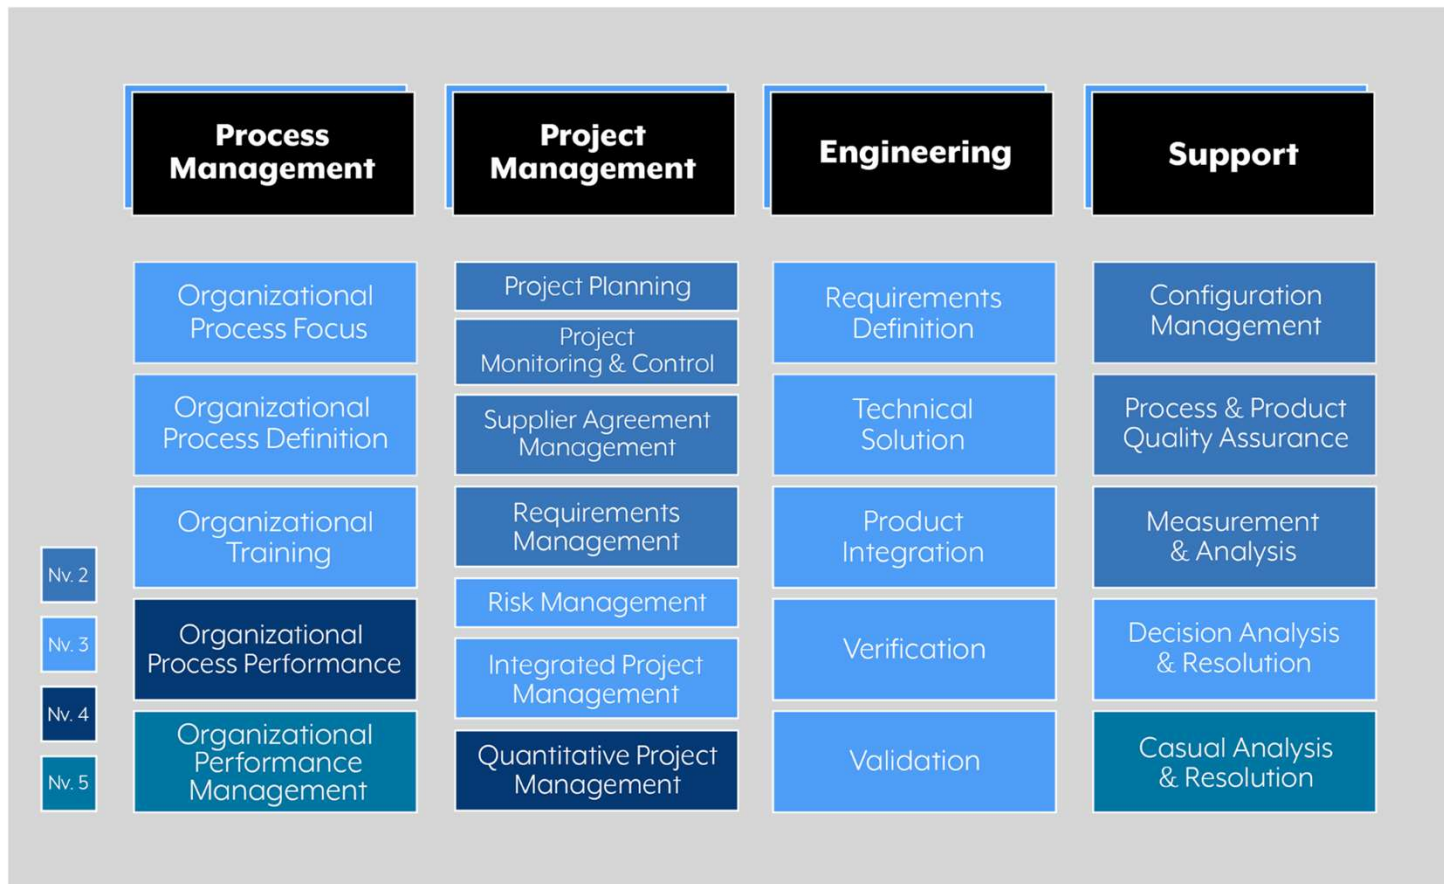 Process
Management
Project
Management
Engineering
Support
Organizational
Process Focus
Organizational
Process Definition
Organizational
Training
Organizational
Process Performance
Organizational
Performance
Management
Project Planning
Project
Monitoring & Control
Supplier Agreement
Management
Requirements
Management
Risk Management
Integrated Project
Management
Quantitative Project
Management
Requirements
Definition
Technical
Solution
Product
Integration
Verification
Validation
Configuration
Management
Process & Product
Quality Assurance
Measurement
& Analysis
Decision Analysis
& Resolution
Casual Analysis
& Resolution
Nv. 2
Nv. 3
Nv. 4
Nv. 5